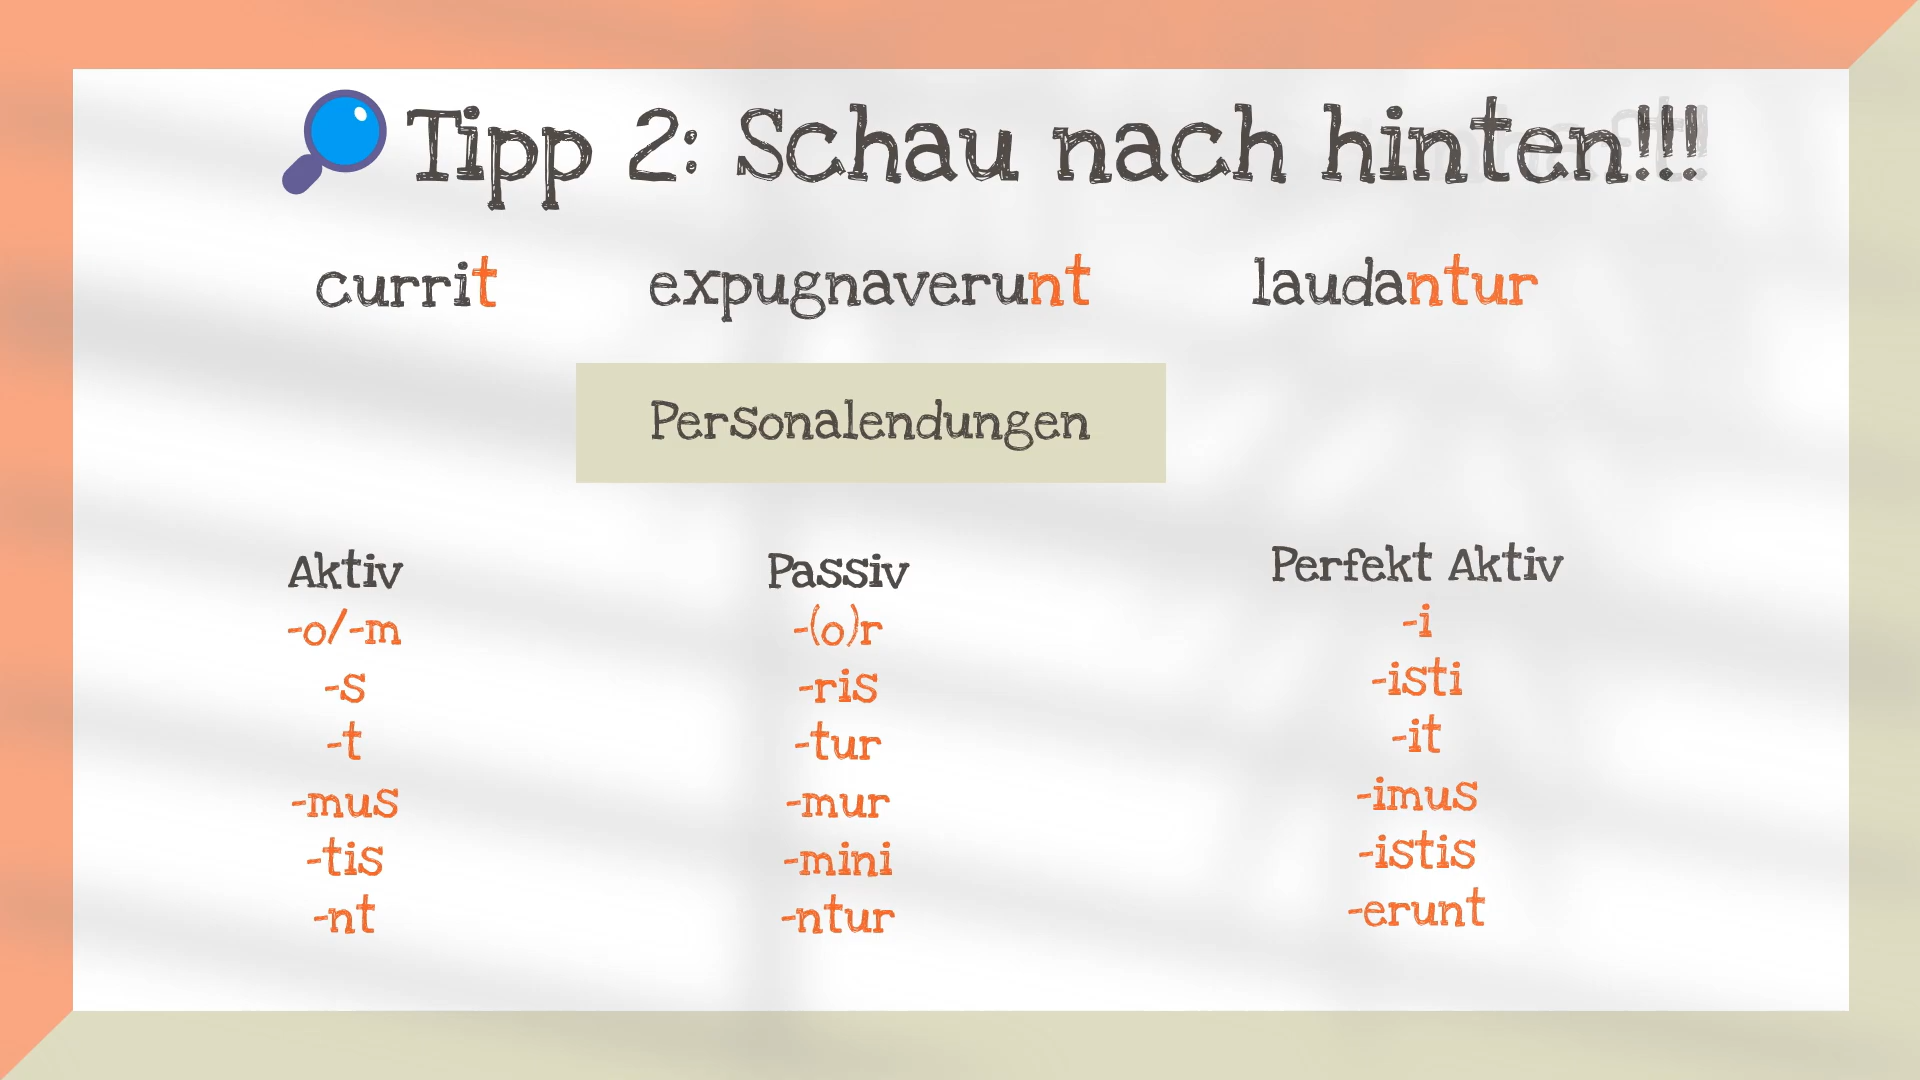 Tipp 2: Schau nach hinten!!!
currit expugnaverunt laudantur
Personalendungen
Aktiv
-o/-m
-s
-t
-mus
-tis
-nt
Passiv
-(o)r
-ris
-tur
-mur
-mini
-ntur
Perfekt Aktiv
-i
-isti
-it
-imus
-istis
-erunt